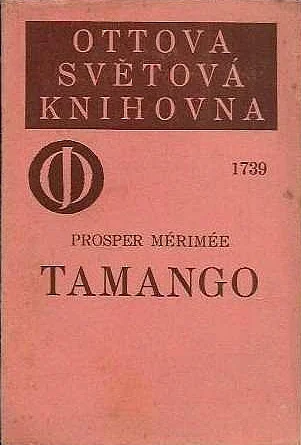 OTTOVA
SVĚTOVÁ
KNIHOVNA
1739
PROSPER MÉRIMÉE
TAMANGO